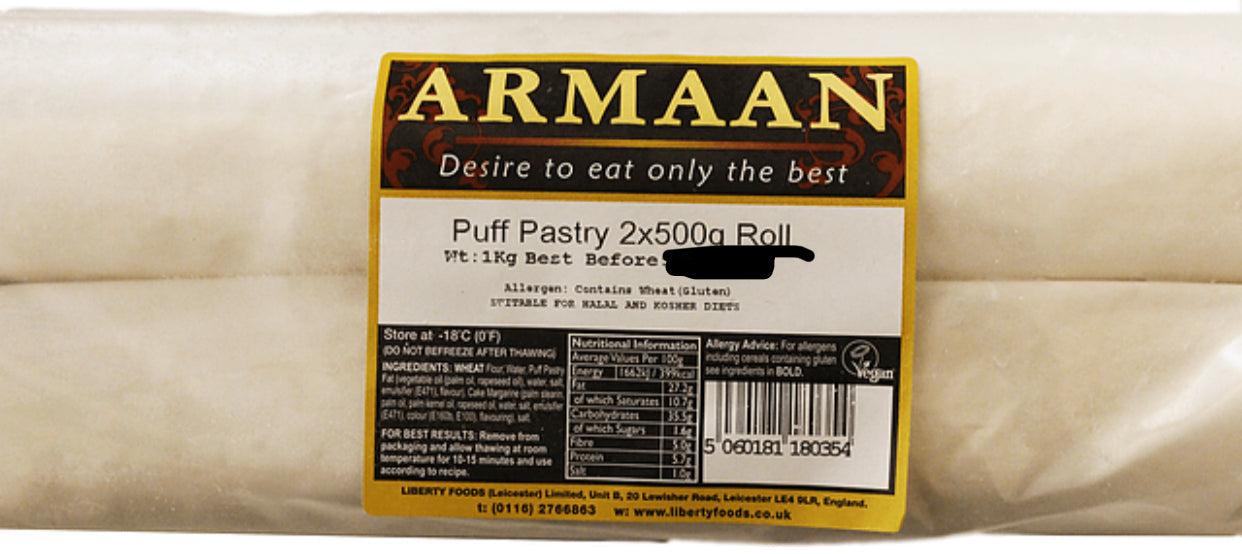 ARMAAN
Desire to eat only the best
Puff Pastry 2x500g Roll
Wt:1Kg Best Before
Allergen: Contains Wheat(Gluten)
SUITABLE FOR HALAL AND KOSHER DIETS
Store at -18°C (0°F)
(DO NOT REFREEZE AFTER THAWING)
INGREDIENTS: WHEAT Flour, Water, Puff Pastry
Fat (vegetable oil (palm oil, rapeseed oil), water, salt,
emulsifier (E471), flavour), Cake Margarine (palm stearin,
palm oil, palm kernel oil, rapeseed oil, water, salt, emulsifier
(E471), colour (E160b, E100), flavouring), salt.
FOR BEST RESULTS: Remove from
packaging and allow thawing at room
temperature for 10-15 minutes and use
according to recipe.
Nutritional Information
Average Values Per 100g
Energy 1662kJ / 399kcal
Fat 27.2g
of which Saturates 10.7g
Carbohydrates 35.5g
of which Sugars 1.6g
Fibre 5.0g
Protein 5.7g
Salt 1.0g
Allergy Advice: For allergens
including cereals containing gluten
see ingredients in BOLD.
Vegan
5 060181 180354
LIBERTY FOODS (Leicester) Limited, Unit B, 20 Lewisher Road, Leicester LE4 9LR, England.
t: (0116) 2766863 w: www.libertyfoods.co.uk